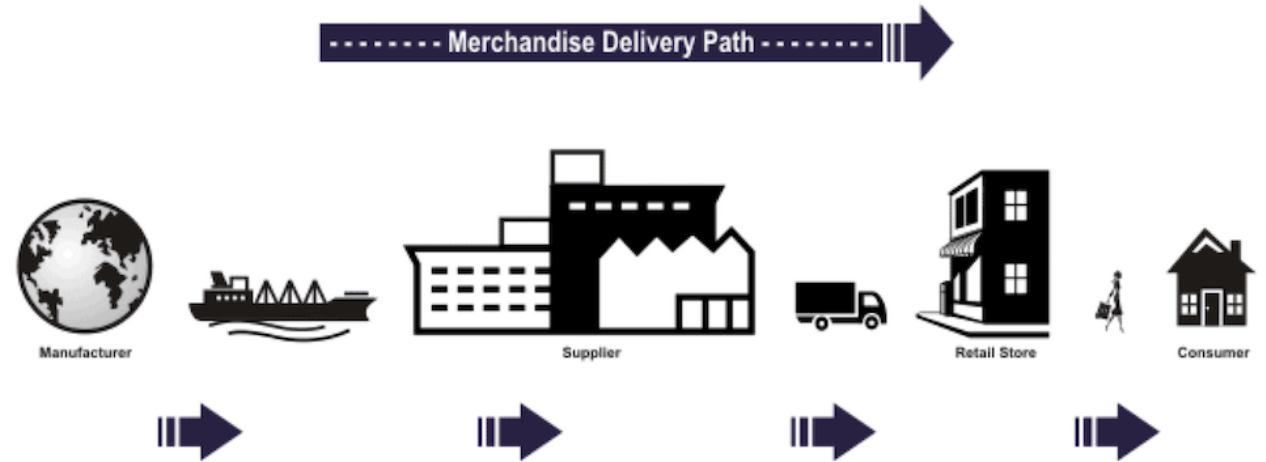 Merchandise Delivery Path
Manufacturer
Supplier
Retail Store
Consumer